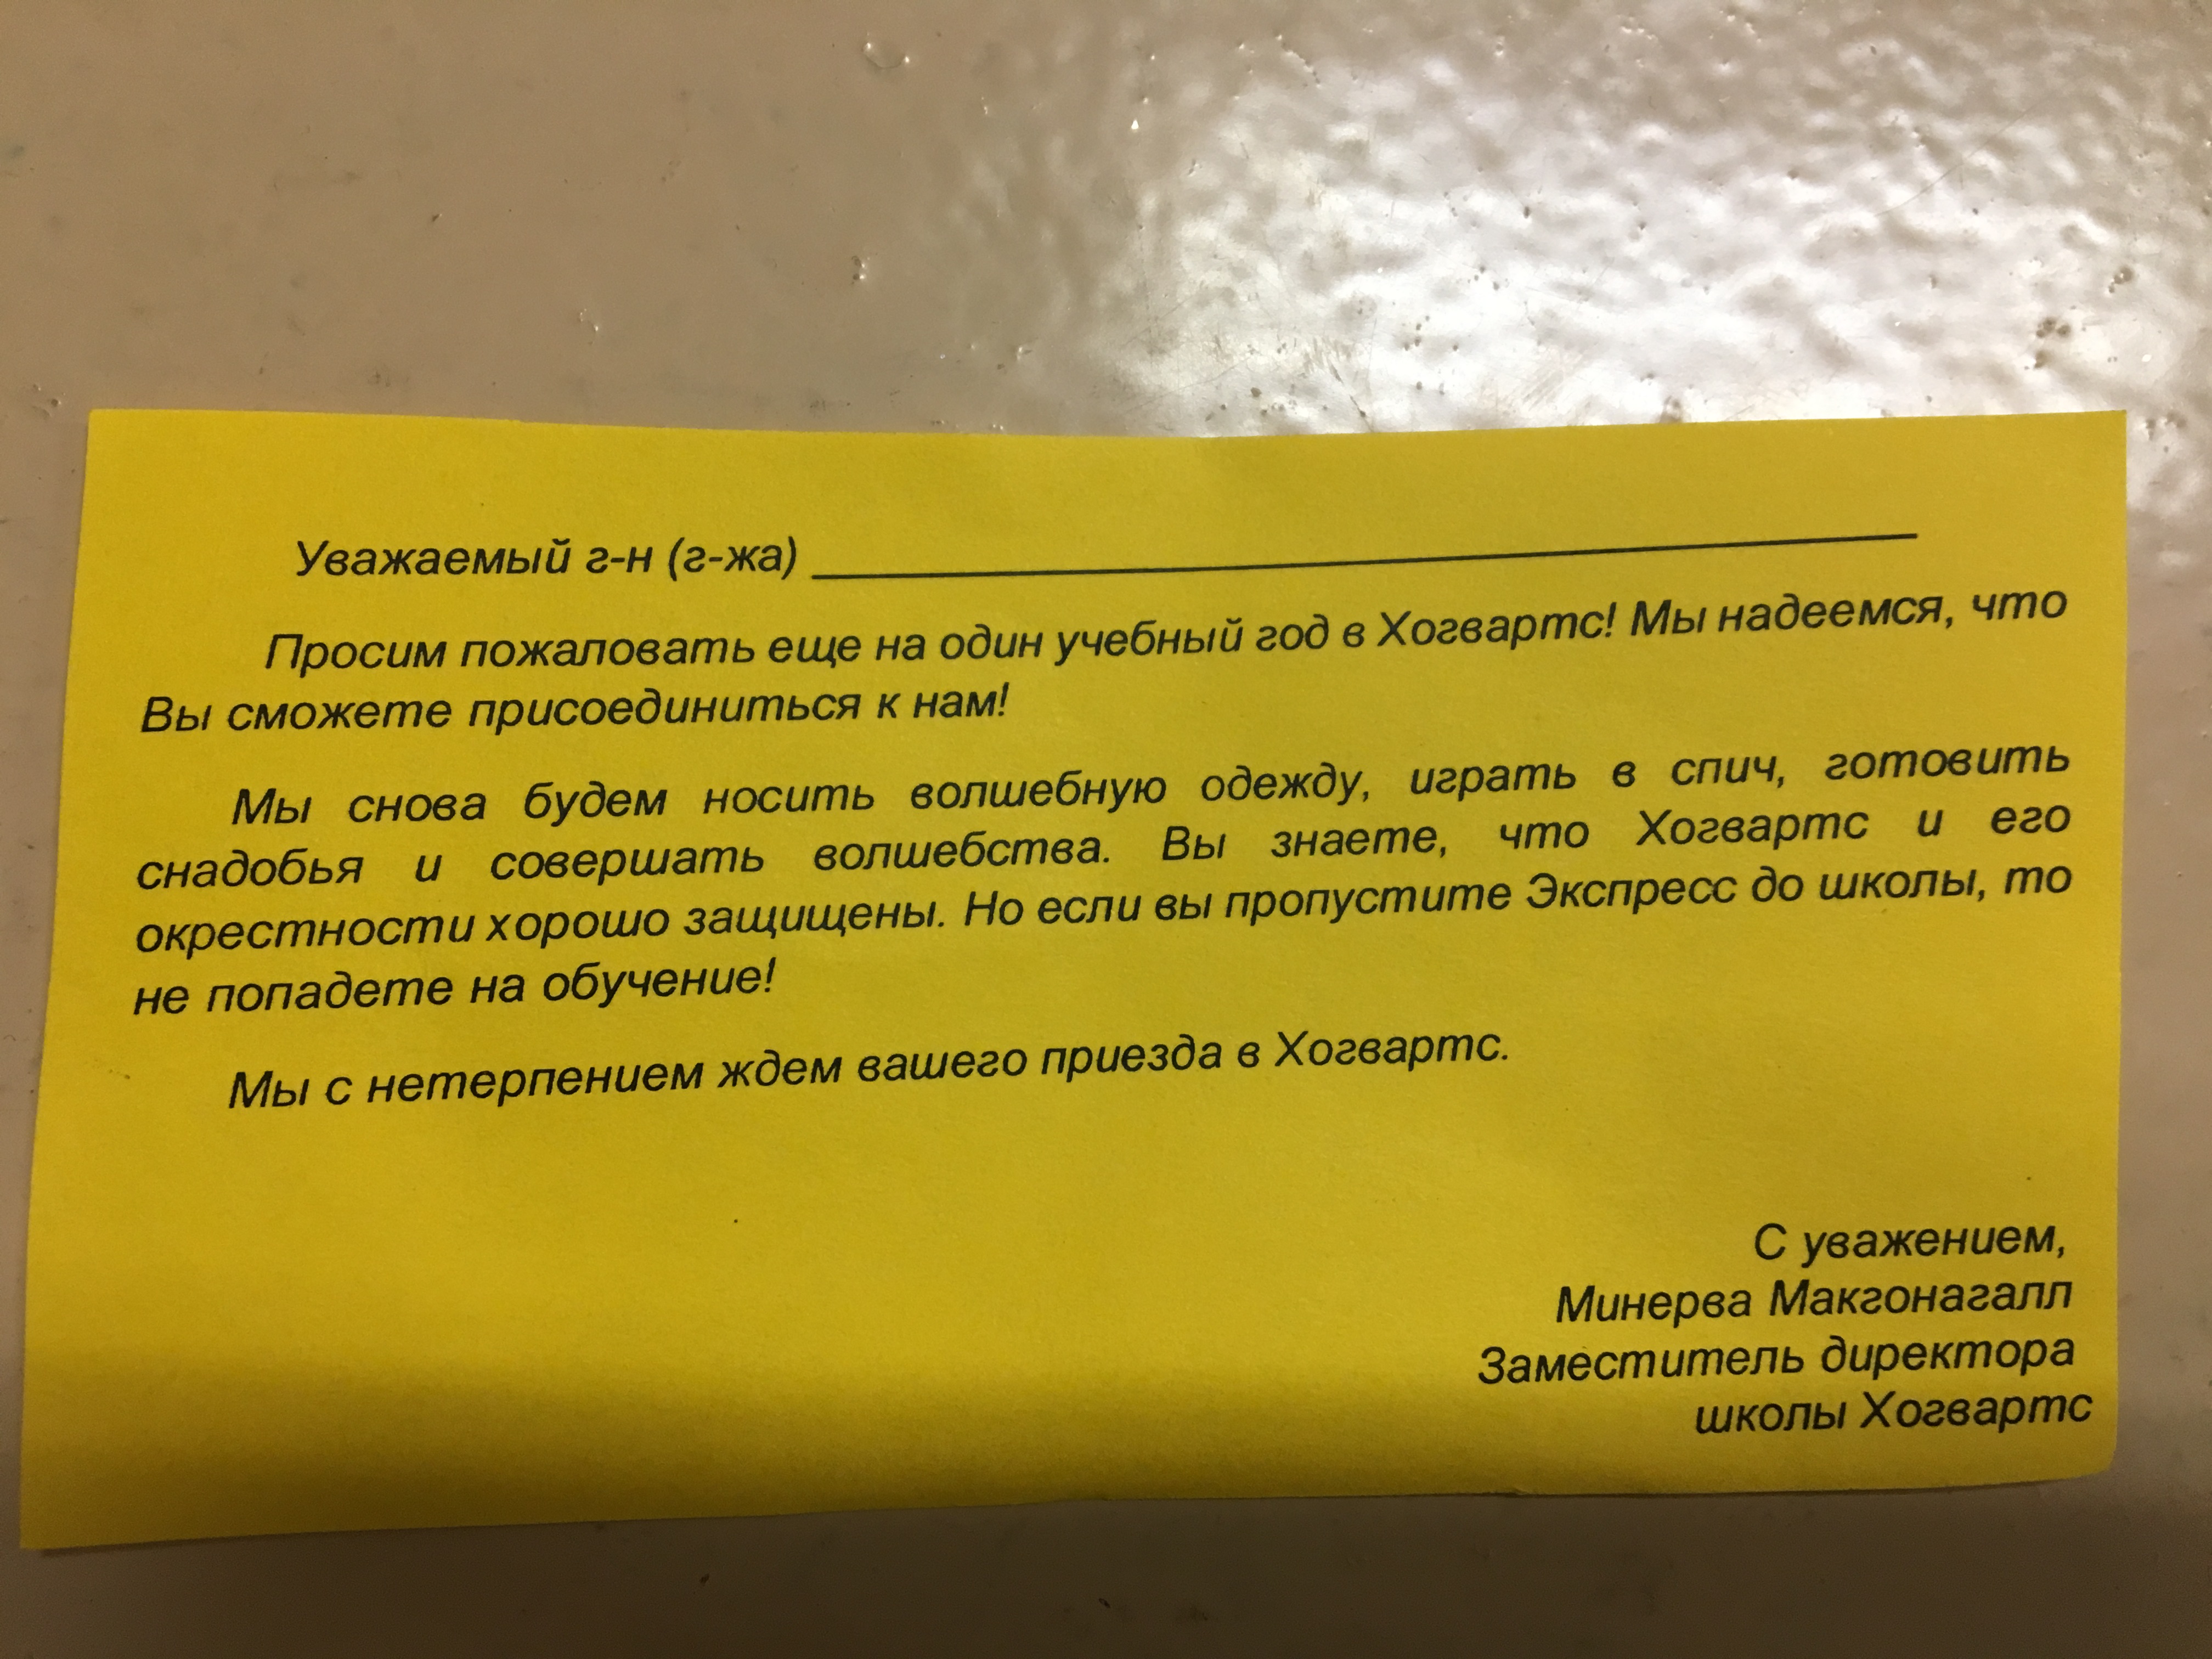 Уважаемый г-н (г-жа) ___________________________
Просим пожаловать еще на один учебный год в Хогвартс! Мы надеемся, что
Вы сможете присоединиться к нам!
Мы снова будем носить волшебную одежду, играть в спич, готовить
снадобья и совершать волшебства. Вы знаете, что Хогвартс и его
окрестности хорошо защищены. Но если вы пропустите Экспресс до школы, то
не попадете на обучение!
Мы с нетерпением ждем вашего приезда в Хогвартс.
С уважением,
Минерва Макгонагалл
Заместитель директора
школы Хогвартс